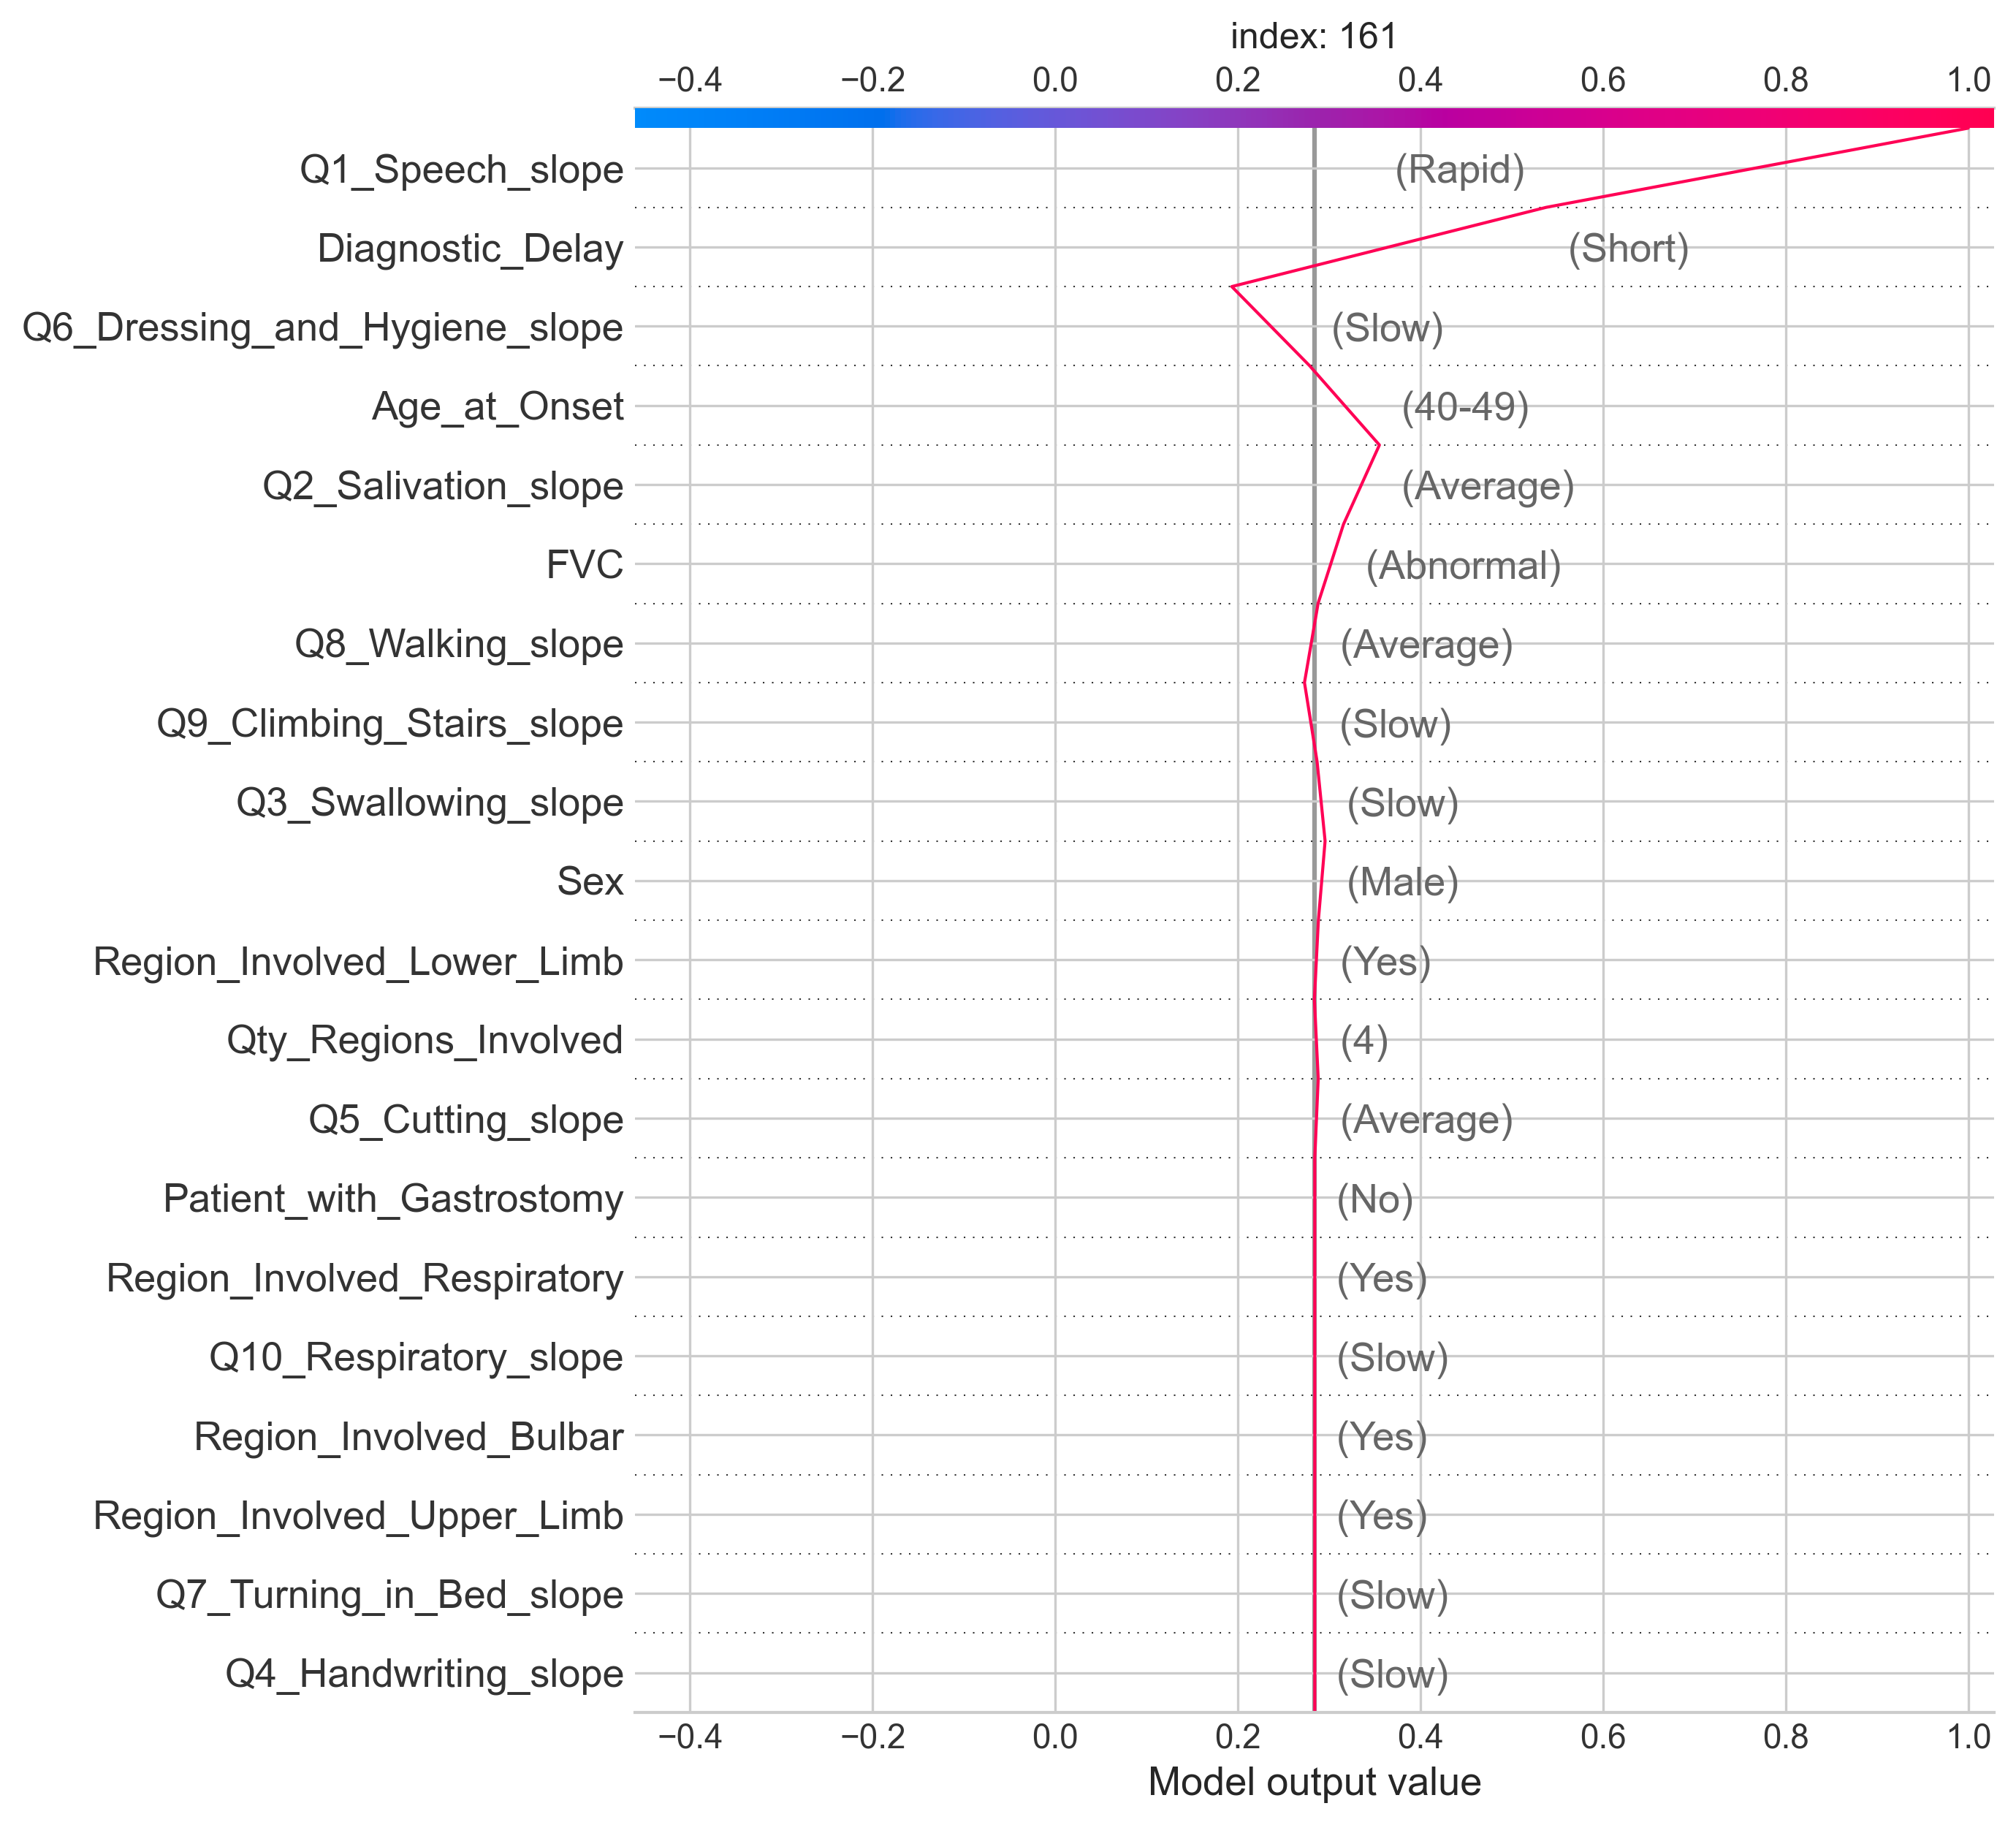 index: 161
−0.4 −0.2 0.0 0.2 0.4 0.6 0.8 1.0
Q1_Speech_slope (Rapid)
Diagnostic_Delay (Short)
Q6_Dressing_and_Hygiene_slope (Slow)
Age_at_Onset (40-49)
Q2_Salivation_slope (Average)
FVC (Abnormal)
Q8_Walking_slope (Average)
Q9_Climbing_Stairs_slope (Slow)
Q3_Swallowing_slope (Slow)
Sex (Male)
Region_Involved_Lower_Limb (Yes)
Qty_Regions_Involved (4)
Q5_Cutting_slope (Average)
Patient_with_Gastrostomy (No)
Region_Involved_Respiratory (Yes)
Q10_Respiratory_slope (Slow)
Region_Involved_Bulbar (Yes)
Region_Involved_Upper_Limb (Yes)
Q7_Turning_in_Bed_slope (Slow)
Q4_Handwriting_slope (Slow)
−0.4 −0.2 0.0 0.2 0.4 0.6 0.8 1.0
Model output value